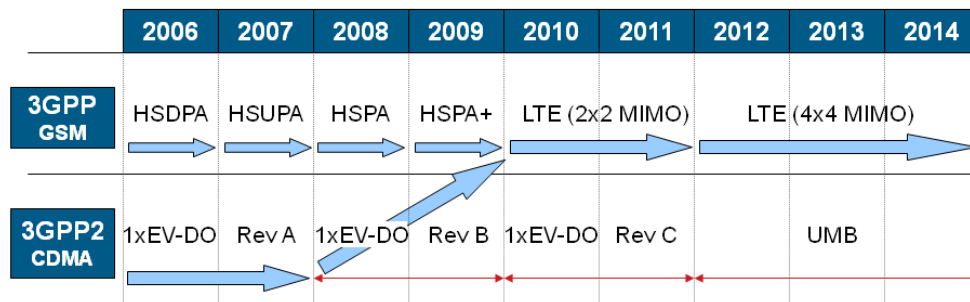 2006 2007 2008 2009 2010 2011 2012 2013 2014
3GPP
GSM
HSDPA HSUPA HSPA HSPA+ LTE (2x2 MIMO) LTE (4x4 MIMO)
3GPP2
CDMA
1xEV-DO Rev A 1xEV-DO Rev B 1xEV-DO Rev C UMB